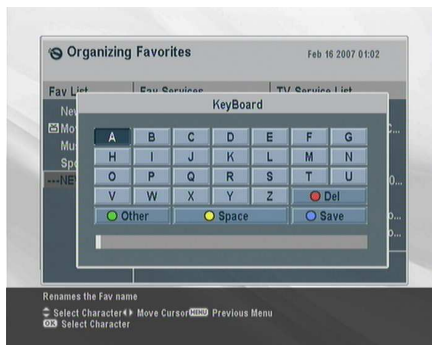 Organizing Favorites
Feb 16 2007 01:02
Fav List
Fav Services
TV Service List
KeyBoard
A B C D E F G
H I J K L M N
O P Q R S T U
V W X Y Z Del
Other Space Save
---NE
Renames the Fav name
Select Character Move Cursor MENU Previous Menu
OK Select Character